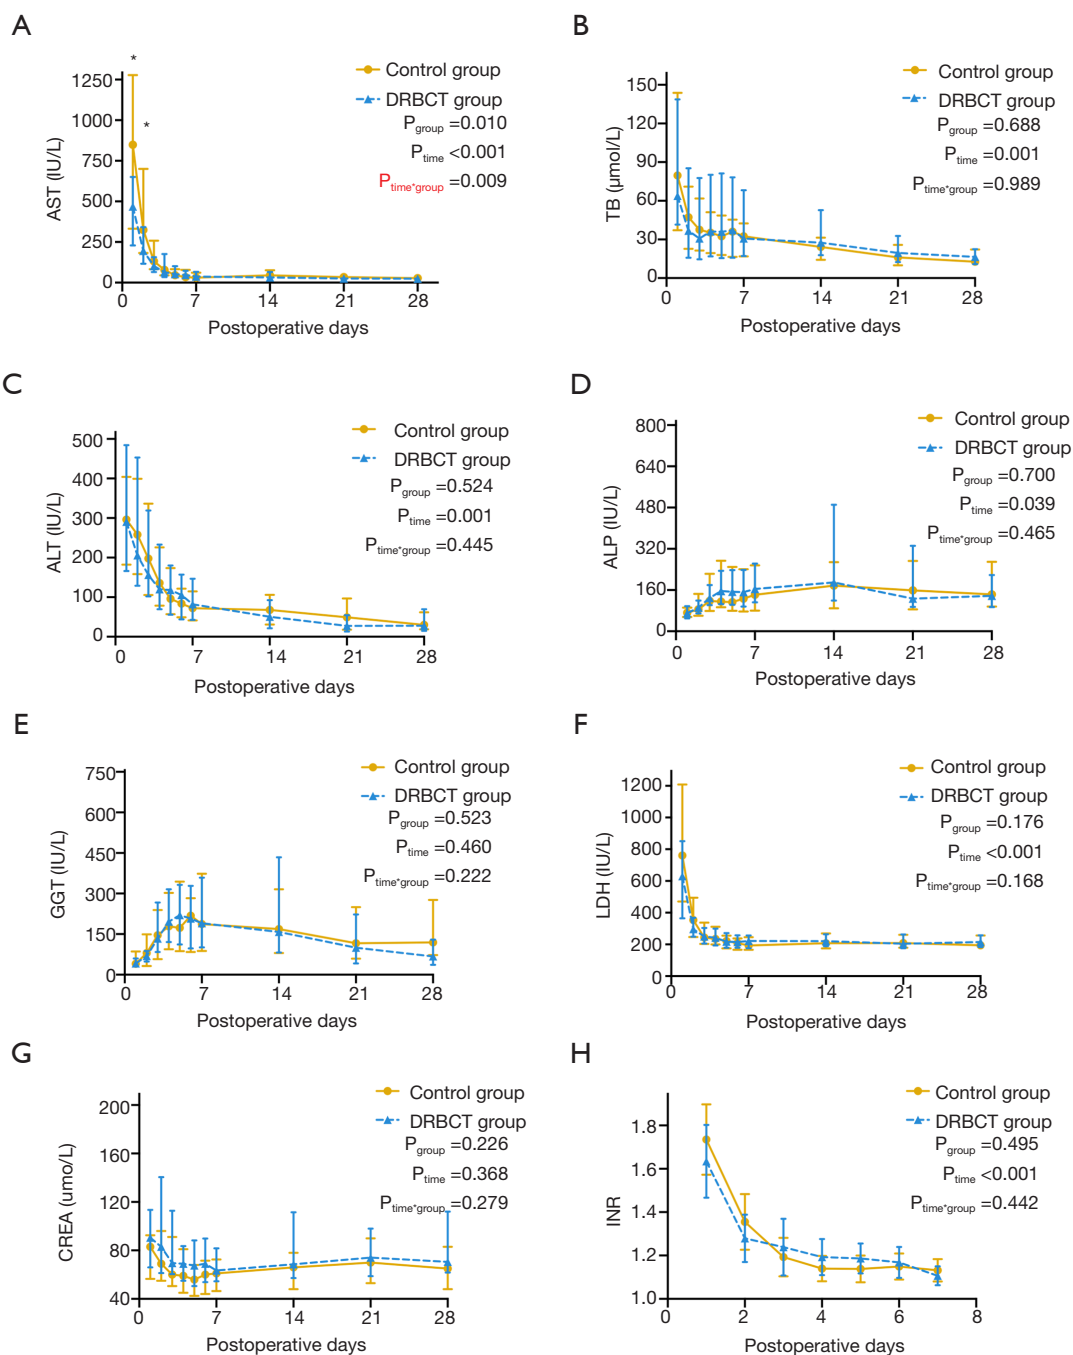 A
AST (IU/L)
1250
1000
750
500
250
0
*
*
Control group
DRBCT group
Pgroup =0.010
Ptime <0.001
Ptime*group =0.009
0 7 14 21 28
Postoperative days
B
TB (µmol/L)
150
120
90
60
30
0
Control group
DRBCT group
Pgroup =0.688
Ptime =0.001
Ptime*group =0.989
0 7 14 21 28
Postoperative days
C
ALT (IU/L)
500
400
300
200
100
0
Control group
DRBCT group
Pgroup =0.524
Ptime =0.001
Ptime*group =0.445
0 7 14 21 28
Postoperative days
D
ALP (IU/L)
800
640
480
320
160
0
Control group
DRBCT group
Pgroup =0.700
Ptime =0.039
Ptime*group =0.465
0 7 14 21 28
Postoperative days
E
GGT (IU/L)
750
600
450
300
150
0
Control group
DRBCT group
Pgroup =0.523
Ptime =0.460
Ptime*group =0.222
0 7 14 21 28
Postoperative days
F
LDH (IU/L)
1200
1000
800
600
400
200
0
Control group
DRBCT group
Pgroup =0.176
Ptime <0.001
Ptime*group =0.168
0 7 14 21 28
Postoperative days
G
CREA (umo/L)
200
160
120
80
40
Control group
DRBCT group
Pgroup =0.226
Ptime =0.368
Ptime*group =0.279
0 7 14 21 28
Postoperative days
H
INR
1.8
1.6
1.4
1.2
1.0
Control group
DRBCT group
Pgroup =0.495
Ptime <0.001
Ptime*group =0.442
0 2 4 6 8
Postoperative days